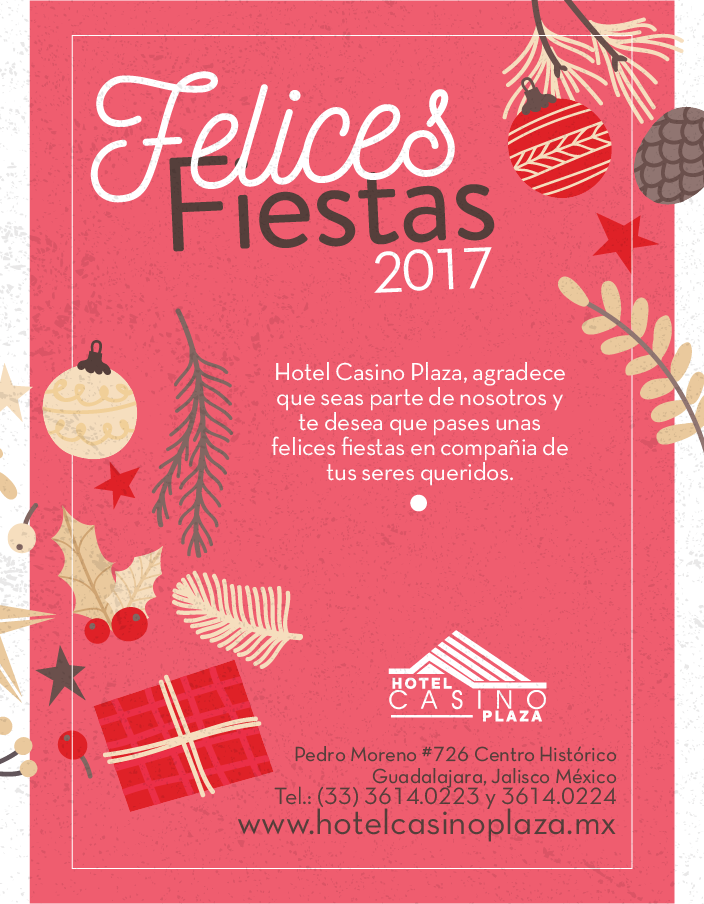 Felices
Fiestas
2017
Hotel Casino Plaza, agradece
que seas parte de nosotros y
te desea que pases unas
felices fiestas en compañia de
tus seres queridos.
HOTEL
CASINO
PLAZA
Pedro Moreno #726 Centro Histórico
Guadalajara, Jalisco México
Tel.: (33) 3614.0223 y 3614.0224
www.hotelcasinoplaza.mx